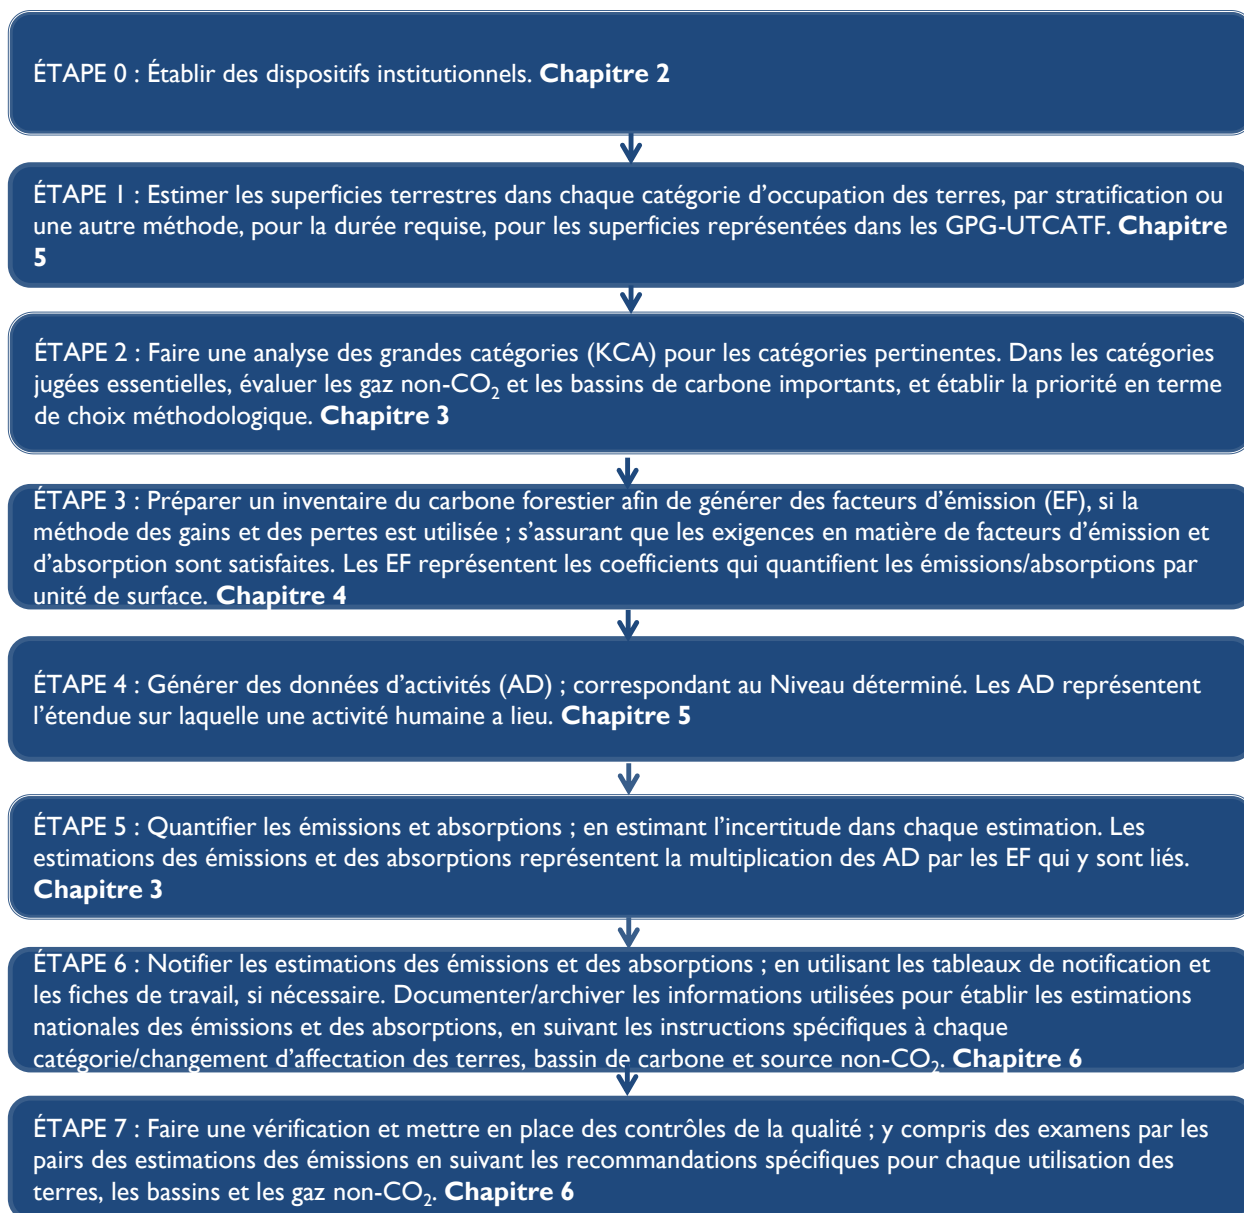 ÉTAPE 0 : Établir des dispositifs institutionnels. Chapitre 2
ÉTAPE 1 : Estimer les superficies terrestres dans chaque catégorie d’occupation des terres, par stratification ou
une autre méthode, pour la durée requise, pour les superficies représentées dans les GPG-UTCATF. Chapitre
5
ÉTAPE 2 : Faire une analyse des grandes catégories (KCA) pour les catégories pertinentes. Dans les catégories
jugées essentielles, évaluer les gaz non-CO₂ et les bassins de carbone importants, et établir la priorité en terme
de choix méthodologique. Chapitre 3
ÉTAPE 3 : Préparer un inventaire du carbone forestier afin de générer des facteurs d’émission (EF), si la
méthode des gains et des pertes est utilisée ; s’assurant que les exigences en matière de facteurs d’émission et
d’absorption sont satisfaites. Les EF représentent les coefficients qui quantifient les émissions/absorptions par
unité de surface. Chapitre 4
ÉTAPE 4 : Générer des données d’activités (AD) ; correspondant au Niveau déterminé. Les AD représentent
l’étendue sur laquelle une activité humaine a lieu. Chapitre 5
ÉTAPE 5 : Quantifier les émissions et absorptions ; en estimant l’incertitude dans chaque estimation. Les
estimations des émissions et des absorptions représentent la multiplication des AD par les EF qui y sont liés.
Chapitre 3
ÉTAPE 6 : Notifier les estimations des émissions et des absorptions ; en utilisant les tableaux de notification et
les fiches de travail, si nécessaire. Documenter/archiver les informations utilisées pour établir les estimations
nationales des émissions et des absorptions, en suivant les instructions spécifiques à chaque
catégorie/changement d’affectation des terres, bassin de carbone et source non-CO₂. Chapitre 6
ÉTAPE 7 : Faire une vérification et mettre en place des contrôles de la qualité ; y compris des examens par les
pairs des estimations des émissions en suivant les recommandations spécifiques pour chaque utilisation des
terres, les bassins et les gaz non-CO₂. Chapitre 6